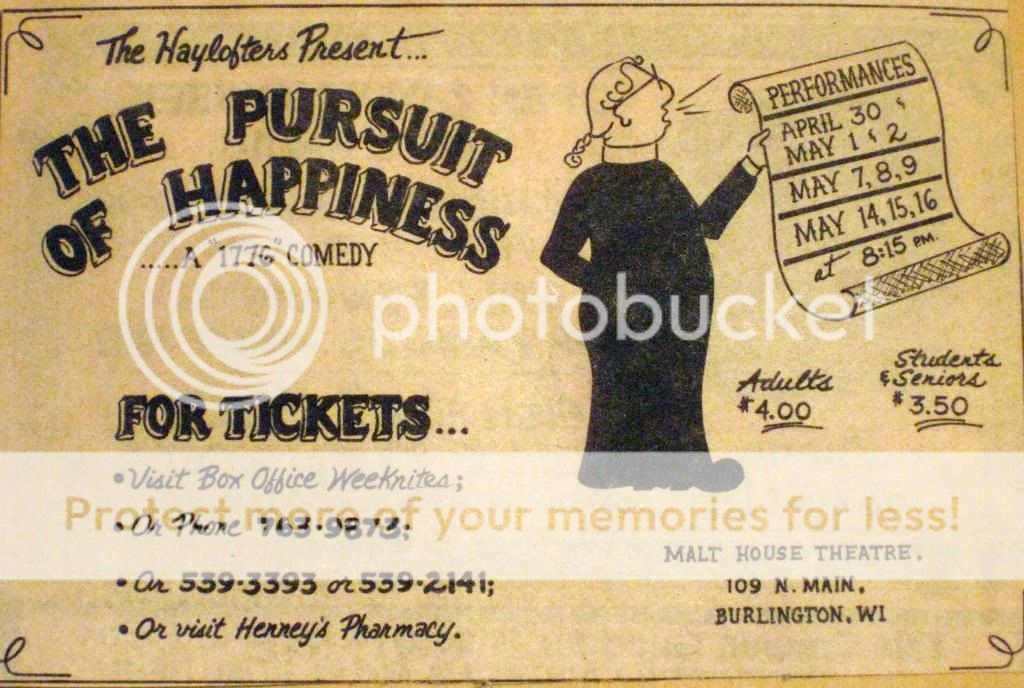 The Haylofters Present...
THE PURSUIT
OF HAPPINESS
.....A "1776" COMEDY
PERFORMANCES
APRIL 30 &
MAY 1 & 2
MAY 7, 8, 9
MAY 14, 15, 16
at 8:15 PM.
photobucket
Adults
$4.00
Students
& Seniors
$3.50
FOR TICKETS...
• Visit Box Office Weeknites;
Protect more of your memories for less!
• Or Phone 763-9873;
• Or 539-3393 or 539-2141;
• Or visit Henney's Pharmacy.
MALT HOUSE THEATRE,
109 N. MAIN,
BURLINGTON, WI